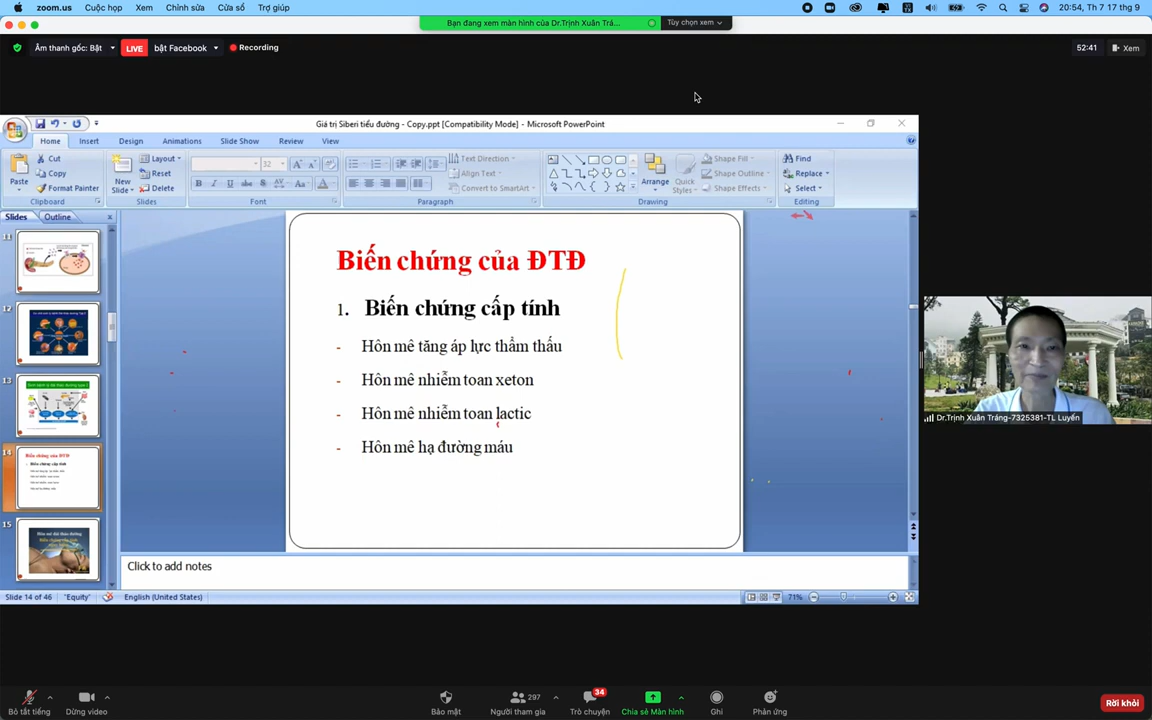 zoom.us Cuộc họp Xem Chỉnh sửa Cửa sổ Trợ giúp
20:54, Th 7 17 thg 9
Bạn đang xem màn hình của Dr.Trịnh Xuân Trá... Tùy chọn xem
Âm thanh gốc: Bật LIVE bật Facebook Recording
52:41 Xem
Giá trị Siberi tiểu đường - Copy.ppt [Compatibility Mode] - Microsoft PowerPoint
Home Insert Design Animations Slide Show Review View
Paste Cut Copy Format Painter
Clipboard
New Slide Layout Reset Delete
Slides
32
B I U abc S AV Aa A
Font
Text Direction
Align Text
Convert to SmartArt
Paragraph
Arrange Quick Styles
Shape Fill
Shape Outline
Shape Effects
Drawing
Find
Replace
Select
Editing
Slides Outline
11
12
13
14
15
Biến chứng của ĐTĐ
1. Biến chứng cấp tính
- Hôn mê tăng áp lực thẩm thấu
- Hôn mê nhiễm toan xeton
- Hôn mê nhiễm toan lactic
- Hôn mê hạ đường máu
Dr.Trịnh Xuân Tráng-7325381-TL Luyến
Click to add notes
Slide 14 of 46 "Equity" English (United States) 71%
Bỏ tắt tiếng Dừng video Bảo mật Người tham gia 297 Trò chuyện 34 Chia sẻ Màn hình Ghi Phản ứng Rời khỏi